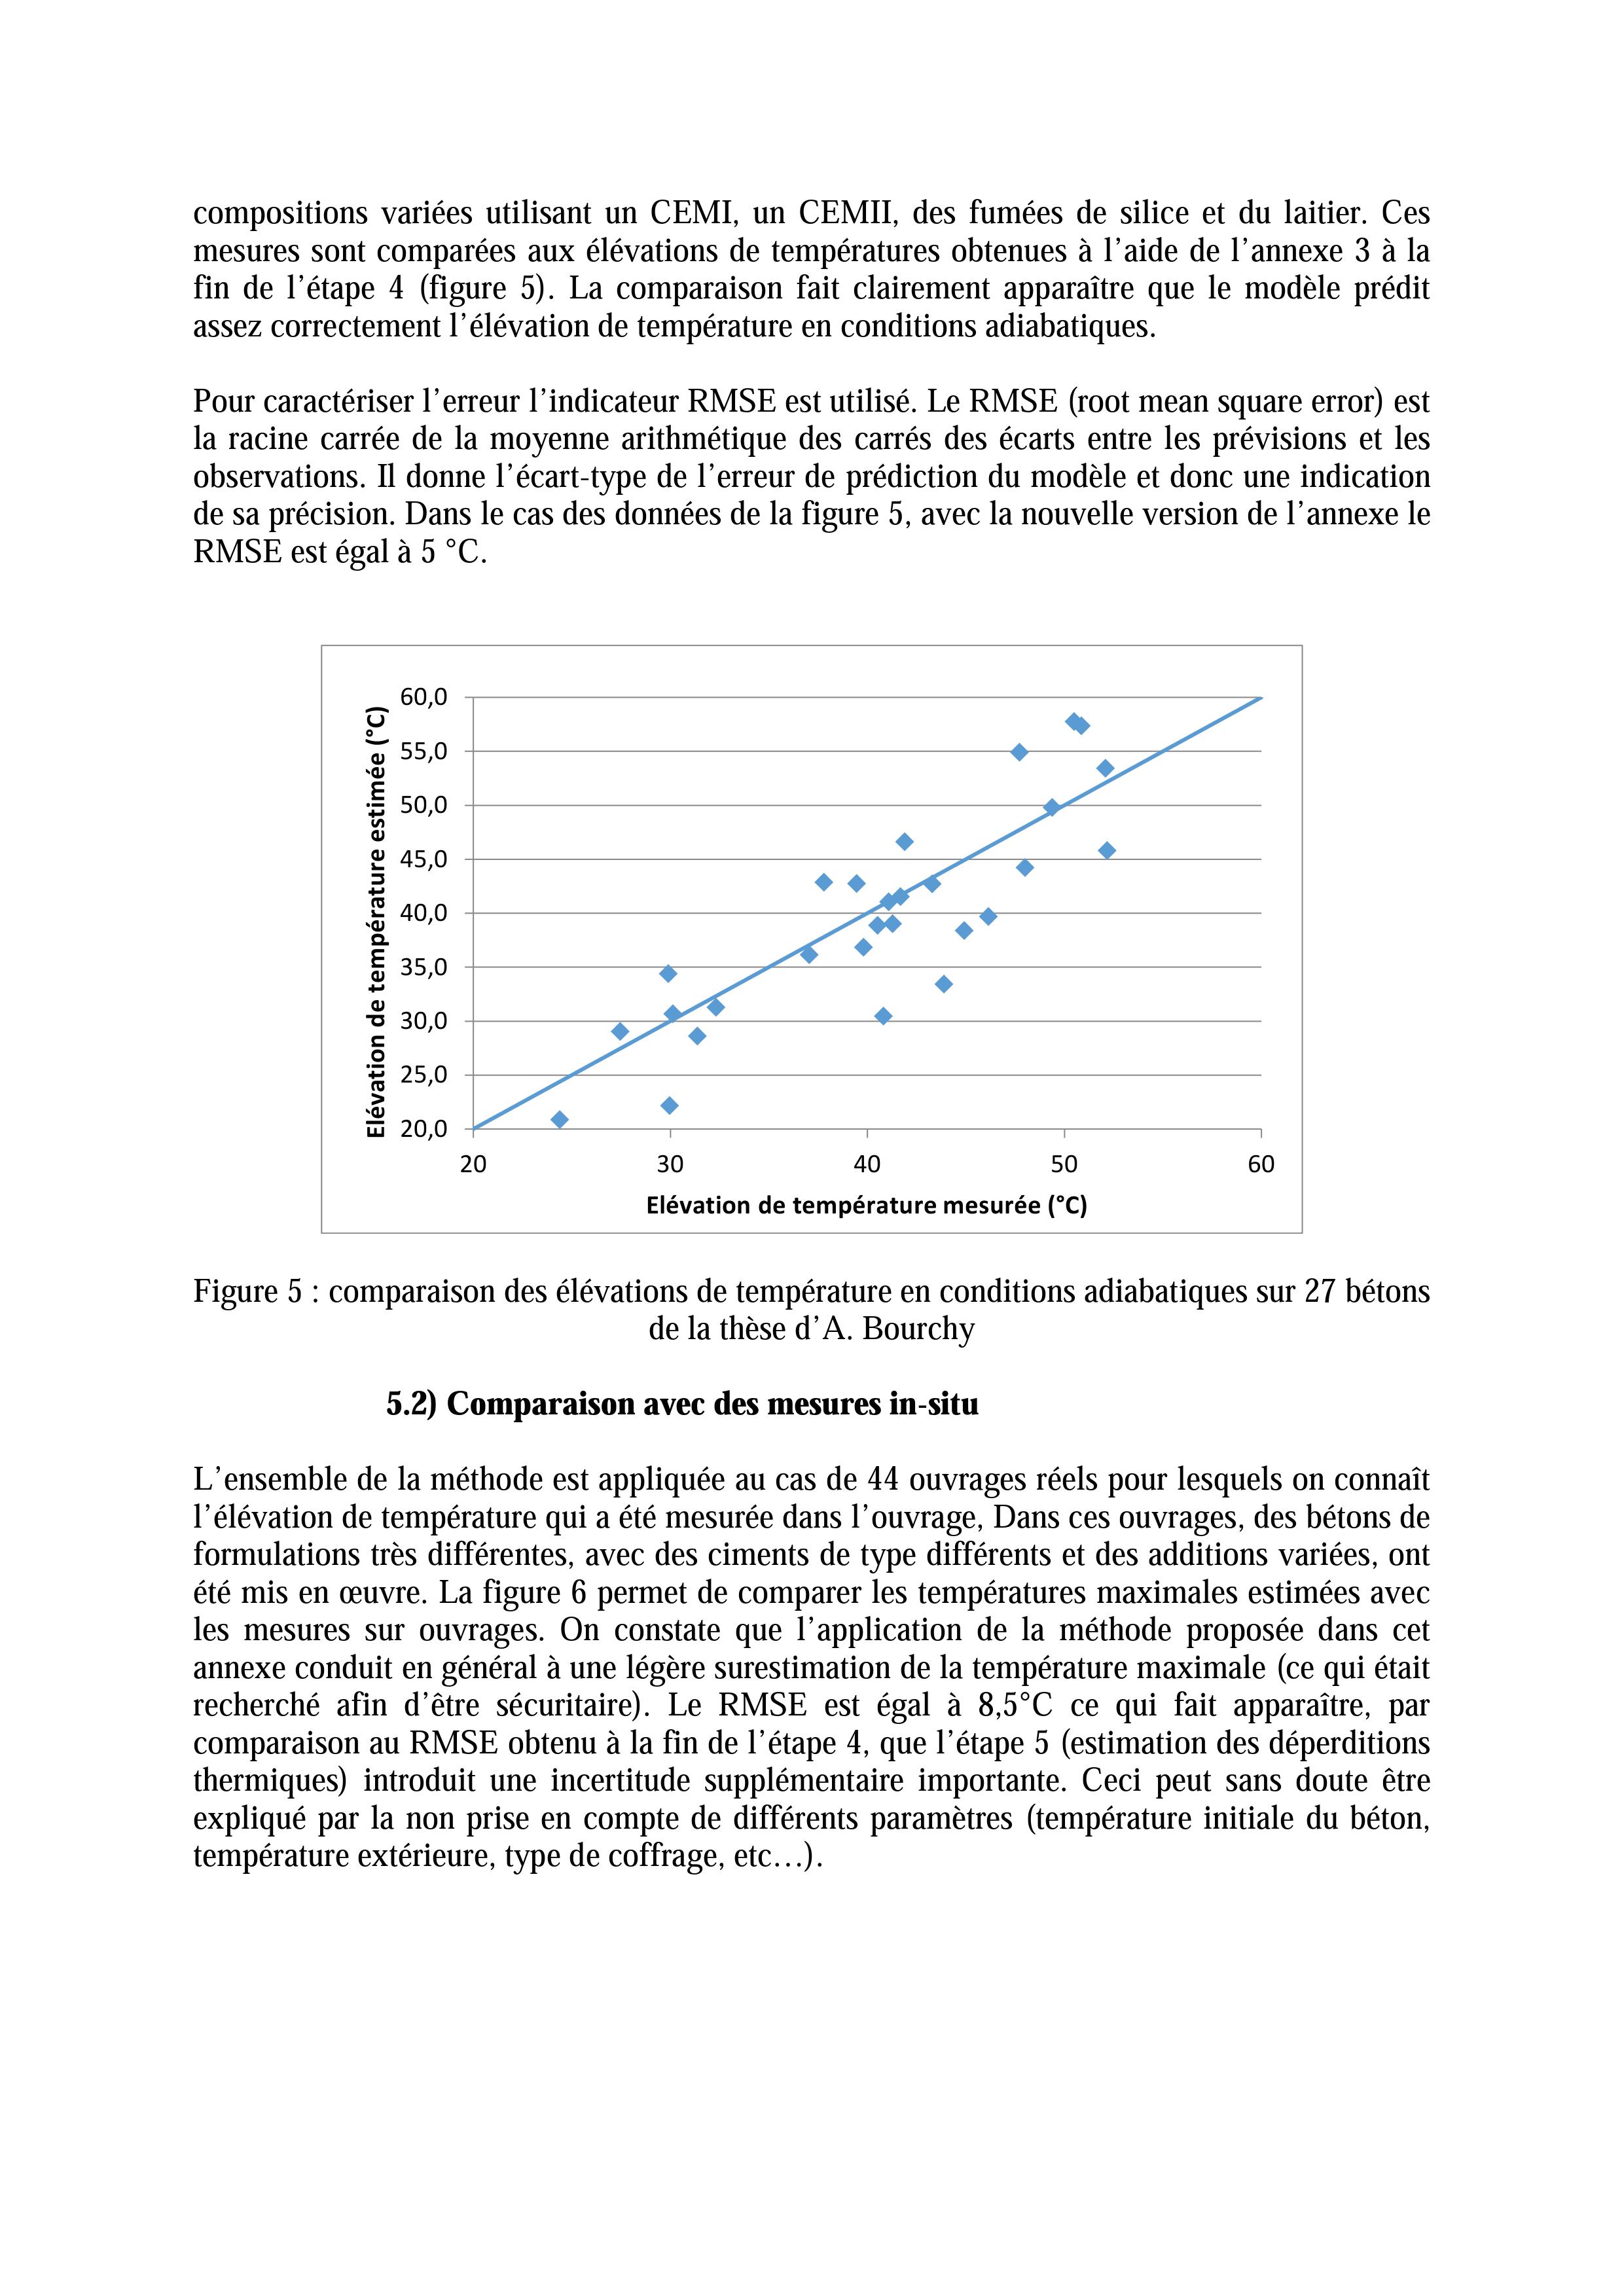 compositions variées utilisant un CEMI, un CEMII, des fumées de silice et du laitier. Ces
mesures sont comparées aux élévations de températures obtenues à l’aide de l’annexe 3 à la
fin de l’étape 4 (figure 5). La comparaison fait clairement apparaître que le modèle prédit
assez correctement l’élévation de température en conditions adiabatiques.
Pour caractériser l’erreur l’indicateur RMSE est utilisé. Le RMSE (root mean square error) est
la racine carrée de la moyenne arithmétique des carrés des écarts entre les prévisions et les
observations. Il donne l’écart-type de l’erreur de prédiction du modèle et donc une indication
de sa précision. Dans le cas des données de la figure 5, avec la nouvelle version de l’annexe le
RMSE est égal à 5 °C.
Elévation de température estimée (°C)
60,0
55,0
50,0
45,0
40,0
35,0
30,0
25,0
20,0
20 30 40 50 60
Elévation de température mesurée (°C)
Figure 5 : comparaison des élévations de température en conditions adiabatiques sur 27 bétons
de la thèse d’A. Bourchy
5.2) Comparaison avec des mesures in-situ
L’ensemble de la méthode est appliquée au cas de 44 ouvrages réels pour lesquels on connaît
l’élévation de température qui a été mesurée dans l’ouvrage, Dans ces ouvrages, des bétons de
formulations très différentes, avec des ciments de type différents et des additions variées, ont
été mis en œuvre. La figure 6 permet de comparer les températures maximales estimées avec
les mesures sur ouvrages. On constate que l’application de la méthode proposée dans cet
annexe conduit en général à une légère surestimation de la température maximale (ce qui était
recherché afin d’être sécuritaire). Le RMSE est égal à 8,5°C ce qui fait apparaître, par
comparaison au RMSE obtenu à la fin de l’étape 4, que l’étape 5 (estimation des déperditions
thermiques) introduit une incertitude supplémentaire importante. Ceci peut sans doute être
expliqué par la non prise en compte de différents paramètres (température initiale du béton,
température extérieure, type de coffrage, etc…).